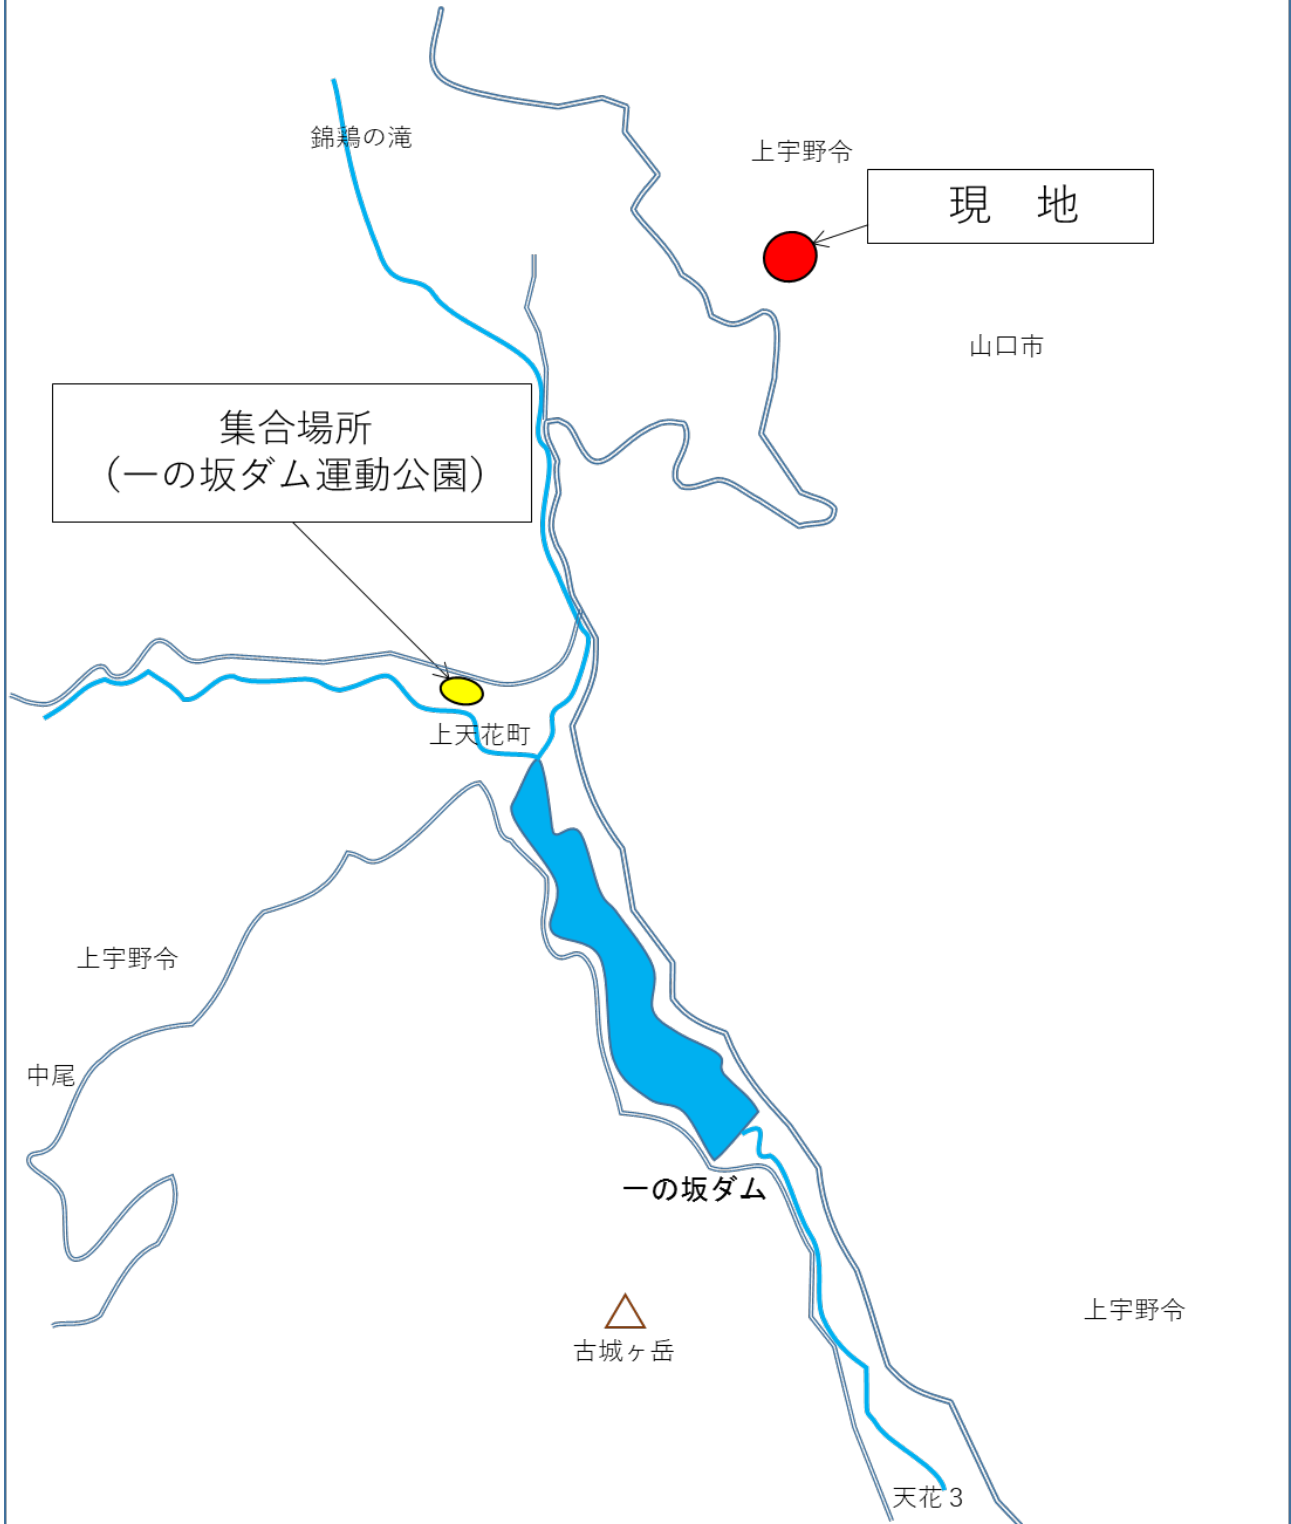 錦鶏の滝
上宇野令
現　地
山口市
集合場所
（一の坂ダム運動公園）
上天花町
上宇野令
中尾
一の坂ダム
上宇野令
古城ヶ岳
天花３